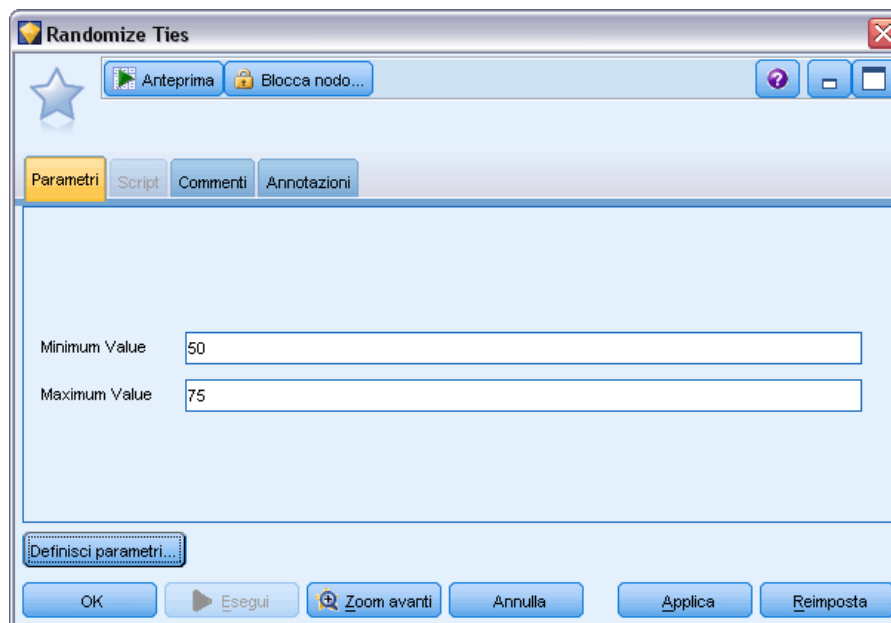 Randomize Ties
Anteprima
Blocca nodo...
Parametri
Script
Commenti
Annotazioni
Minimum Value
50
Maximum Value
75
Definisci parametri...
OK
Esegui
Zoom avanti
Annulla
Applica
Reimposta